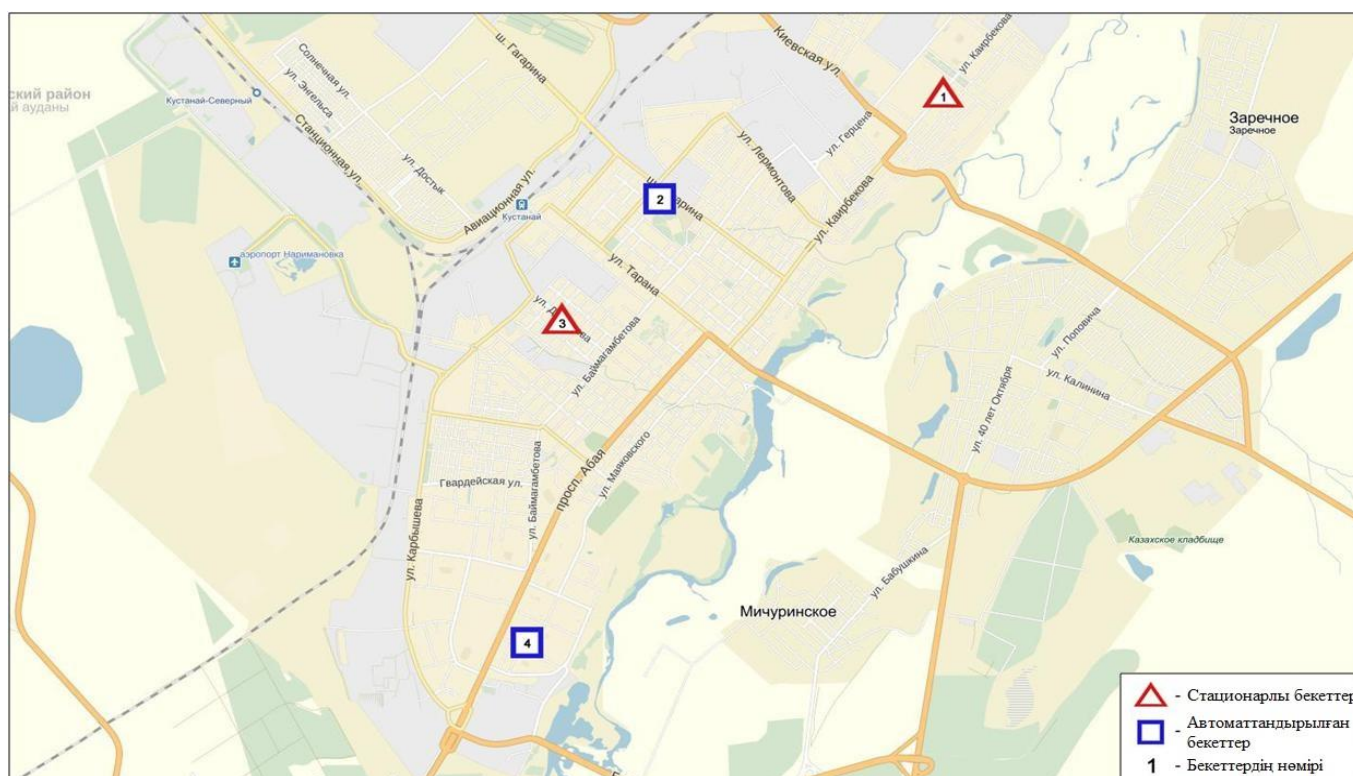 ский район
й ауданы
Кустанай-Северный
Солнечная ул.
ул. Энгельса
Станционная ул.
ул. Достык
Авиационная ул.
Кустанай
аэропорт Наримановка
ш. Гагарина
Киевская ул.
ул. Каирбекова
1
ул. Герцена
ул. Лермонтова
ул. Каирбекова
2
ш. Гагарина
ул. Тарана
3
ул. Баймагамбетова
Заречное
Заречное
ул. Поповича
ул. Калинина
ул. 40 лет Октября
ул. Маяковского
просп. Абая
ул. Баймагамбетова
Гвардейская ул.
ул. Карбышева
Казахское кладбище
ул. Бабушкина
Мичуринское
4
- Стационарлы бекеттер
- Автоматтандырылған
бекеттер
1 - Бекеттердің нөмірі